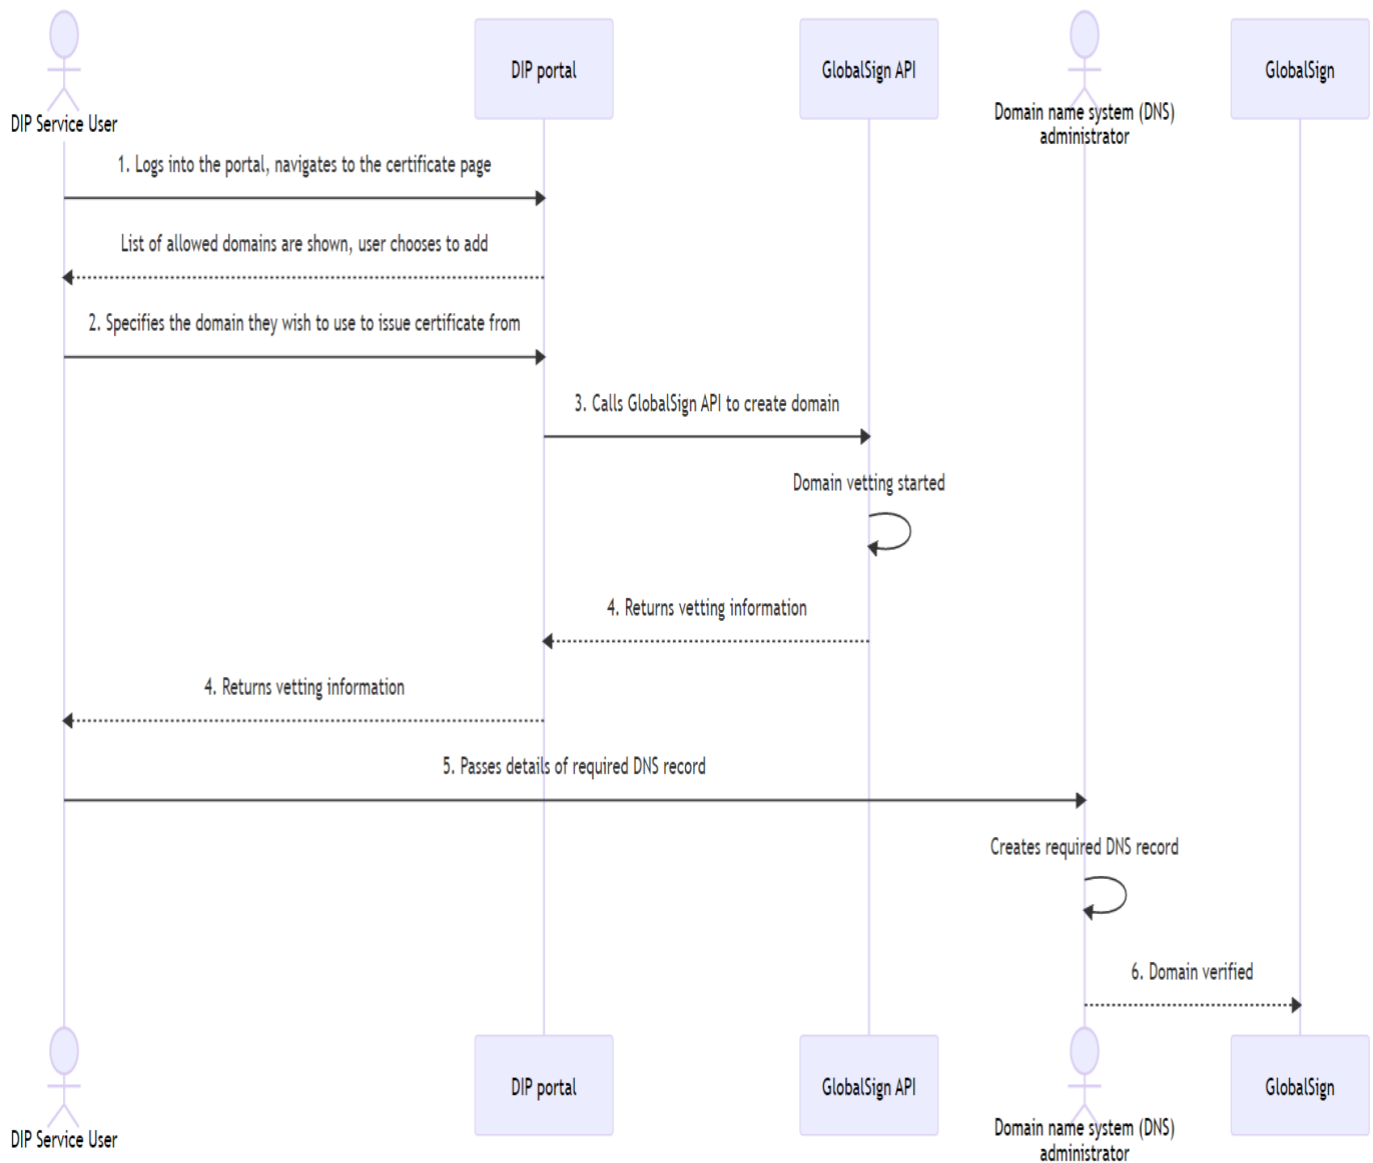 DIP Service User
DIP portal
GlobalSign API
Domain name system (DNS)
administrator
GlobalSign
1. Logs into the portal, navigates to the certificate page
List of allowed domains are shown, user chooses to add
2. Specifies the domain they wish to use to issue certificate from
3. Calls GlobalSign API to create domain
Domain vetting started
4. Returns vetting information
4. Returns vetting information
5. Passes details of required DNS record
Creates required DNS record
6. Domain verified
DIP Service User
DIP portal
GlobalSign API
Domain name system (DNS)
administrator
GlobalSign